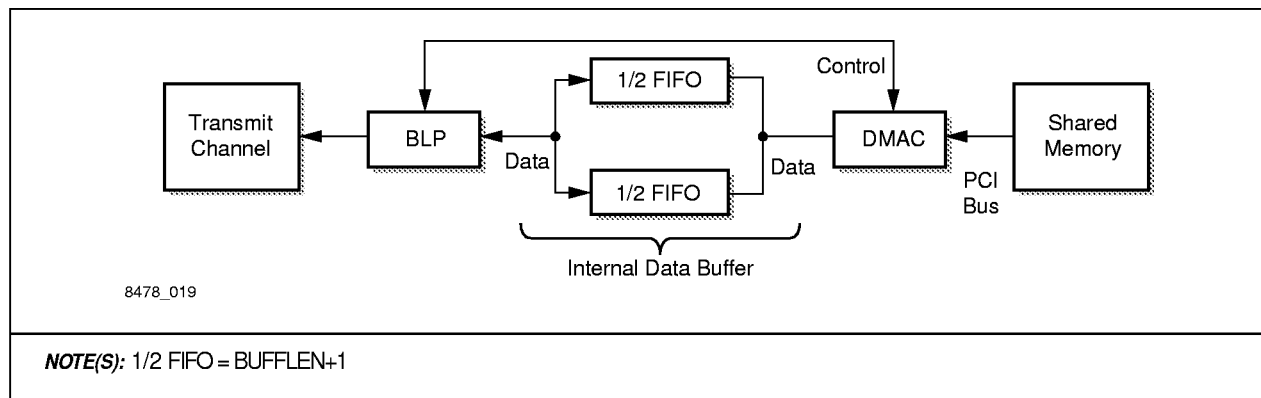 1/2 FIFO
Control
Transmit
Channel
BLP
Data
Data
DMAC
Shared
Memory
1/2 FIFO
PCI
Bus
Internal Data Buffer
8478_019
NOTE(S): 1/2 FIFO = BUFFLEN+1